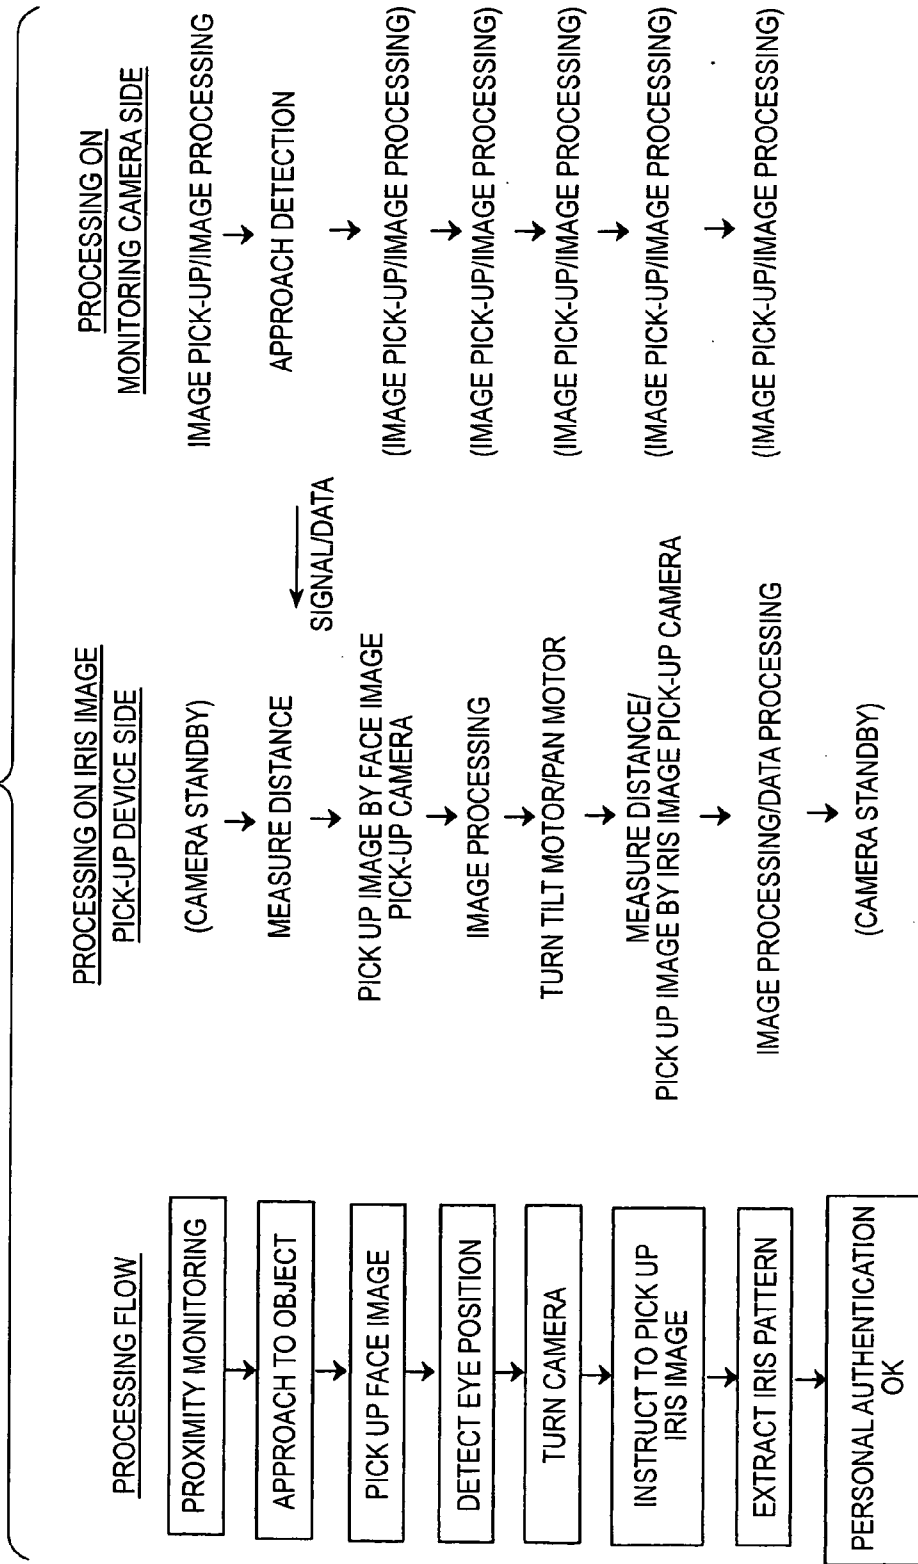 PROCESSING FLOW
PROXIMITY MONITORING
APPROACH TO OBJECT
PICK UP FACE IMAGE
DETECT EYE POSITION
TURN CAMERA
INSTRUCT TO PICK UP
IRIS IMAGE
EXTRACT IRIS PATTERN
PERSONAL AUTHENTICATION
OK
PROCESSING ON IRIS IMAGE
PICK-UP DEVICE SIDE
(CAMERA STANDBY)
MEASURE DISTANCE
PICK UP IMAGE BY FACE IMAGE
PICK-UP CAMERA
IMAGE PROCESSING
TURN TILT MOTOR/PAN MOTOR
MEASURE DISTANCE/
PICK UP IMAGE BY IRIS IMAGE PICK-UP CAMERA
IMAGE PROCESSING/DATA PROCESSING
(CAMERA STANDBY)
SIGNAL/DATA
PROCESSING ON
MONITORING CAMERA SIDE
IMAGE PICK-UP/IMAGE PROCESSING
APPROACH DETECTION
(IMAGE PICK-UP/IMAGE PROCESSING)
(IMAGE PICK-UP/IMAGE PROCESSING)
(IMAGE PICK-UP/IMAGE PROCESSING)
(IMAGE PICK-UP/IMAGE PROCESSING)
(IMAGE PICK-UP/IMAGE PROCESSING)